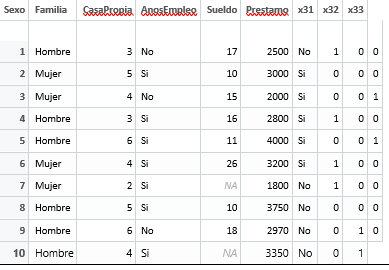 Sexo Familia CasaPropia AnosEmpleo Sueldo Prestamo x31 x32 x33
1 Hombre 3 No 17 2500 No 1 0 0
2 Mujer 5 Si 10 3000 Si 0 0 0
3 Mujer 4 No 15 2000 Si 0 0 1
4 Hombre 3 Si 16 2800 Si 1 0 0
5 Hombre 6 Si 11 4000 Si 0 0 1
6 Mujer 4 Si 26 3200 Si 1 0 0
7 Mujer 2 Si NA 1800 No 1 0 0
8 Hombre 5 Si 10 3750 No 0 0 0
9 Hombre 6 No 18 2970 No 0 1 0
10 Hombre 4 Si NA 3350 No 0 1